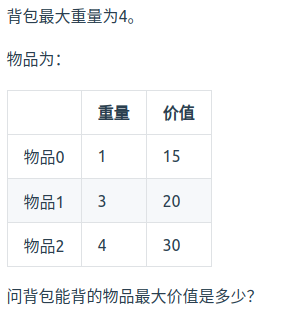 背包最大重量为4。
物品为：
重量 价值
物品0 1 15
物品1 3 20
物品2 4 30
问背包能背的物品最大价值是多少？